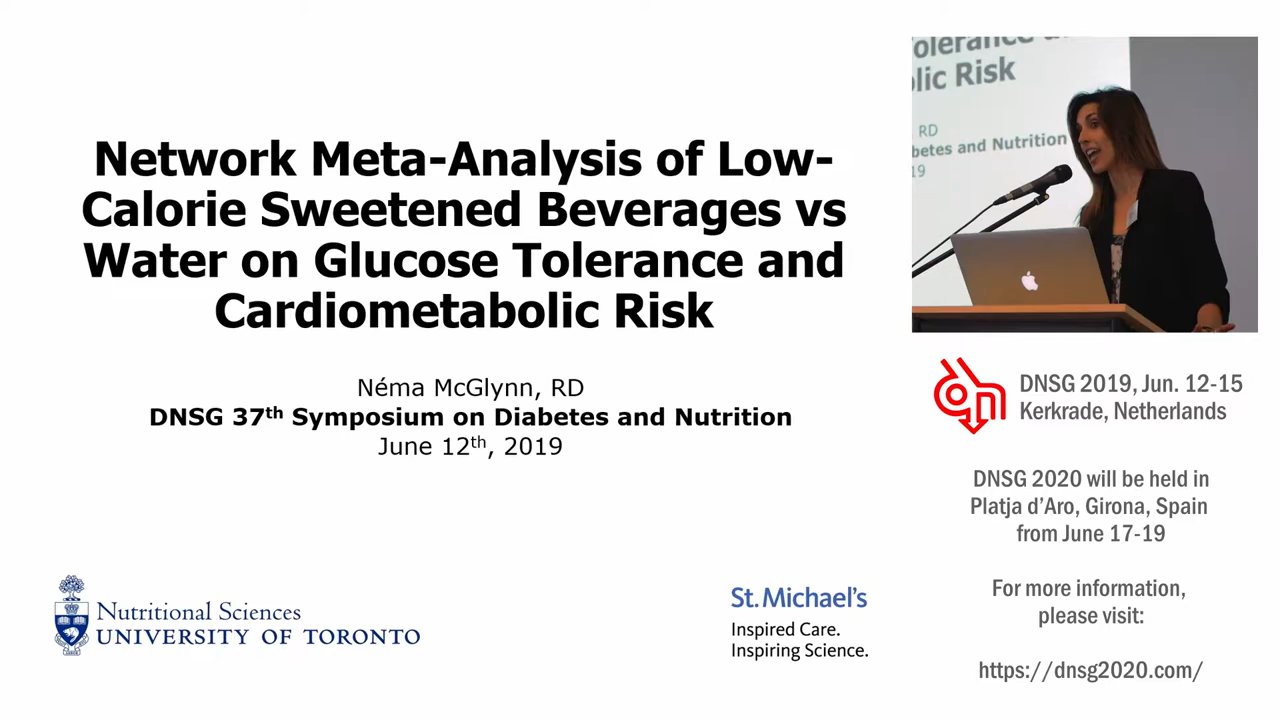 Network Meta-Analysis of Low-
Calorie Sweetened Beverages vs
Water on Glucose Tolerance and
Cardiometabolic Risk
Néma McGlynn, RD
DNSG 37th Symposium on Diabetes and Nutrition
June 12th, 2019
Nutritional Sciences
UNIVERSITY OF TORONTO
St. Michael's
Inspired Care.
Inspiring Science.
Risk
RD
and Nutrition
DNSG 2019, Jun. 12-15
Kerkrade, Netherlands
DNSG 2020 will be held in
Platja d'Aro, Girona, Spain
from June 17-19
For more information,
please visit:
https://dnsg2020.com/